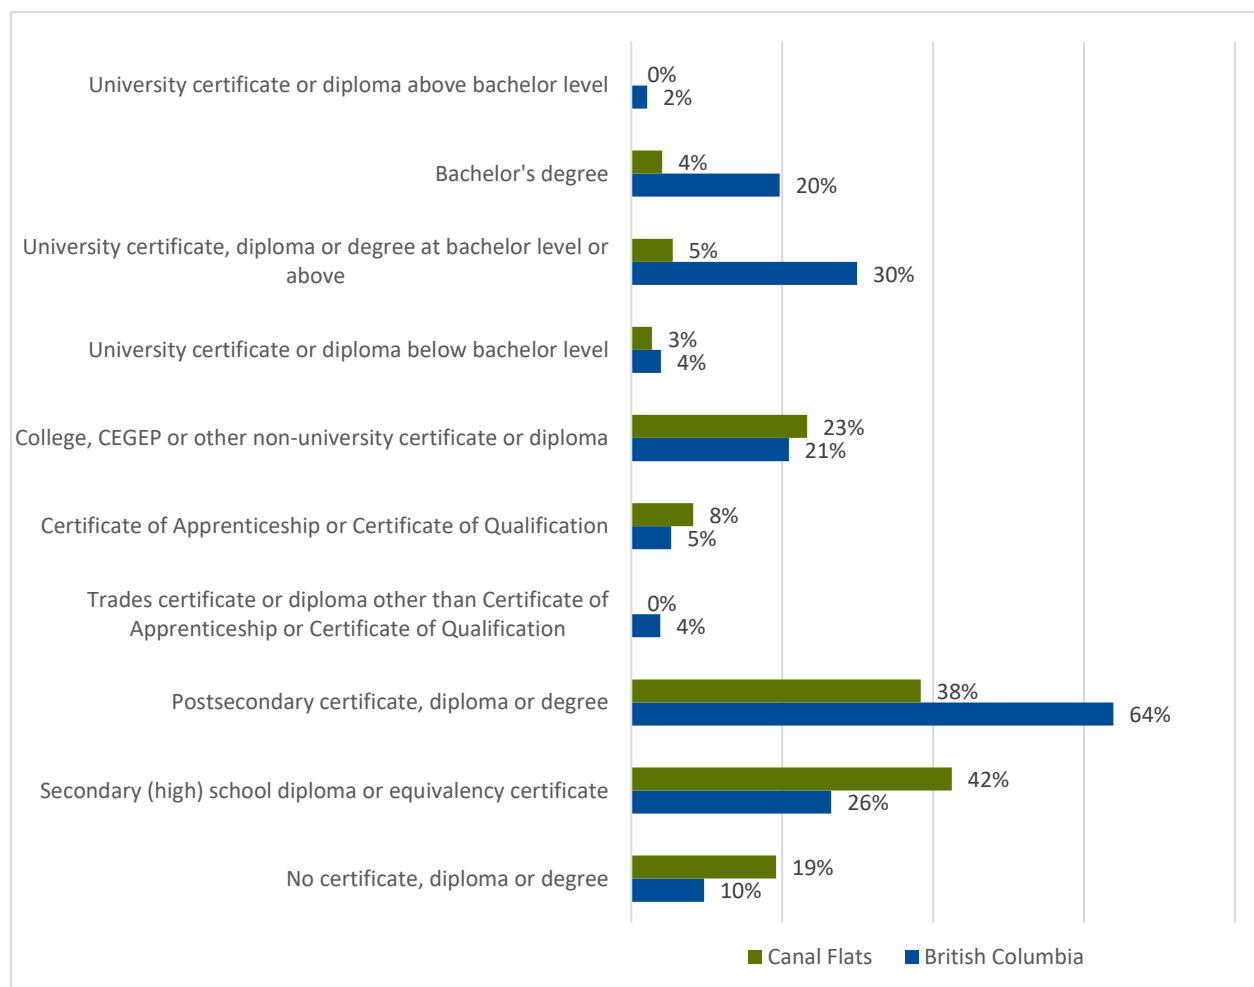 University certificate or diploma above bachelor level
0%
2%
Bachelor's degree
4%
20%
University certificate, diploma or degree at bachelor level or
above
5%
30%
University certificate or diploma below bachelor level
3%
4%
College, CEGEP or other non-university certificate or diploma
23%
21%
Certificate of Apprenticeship or Certificate of Qualification
8%
5%
Trades certificate or diploma other than Certificate of
Apprenticeship or Certificate of Qualification
0%
4%
Postsecondary certificate, diploma or degree
38%
64%
Secondary (high) school diploma or equivalency certificate
42%
26%
No certificate, diploma or degree
19%
10%
Canal Flats
British Columbia